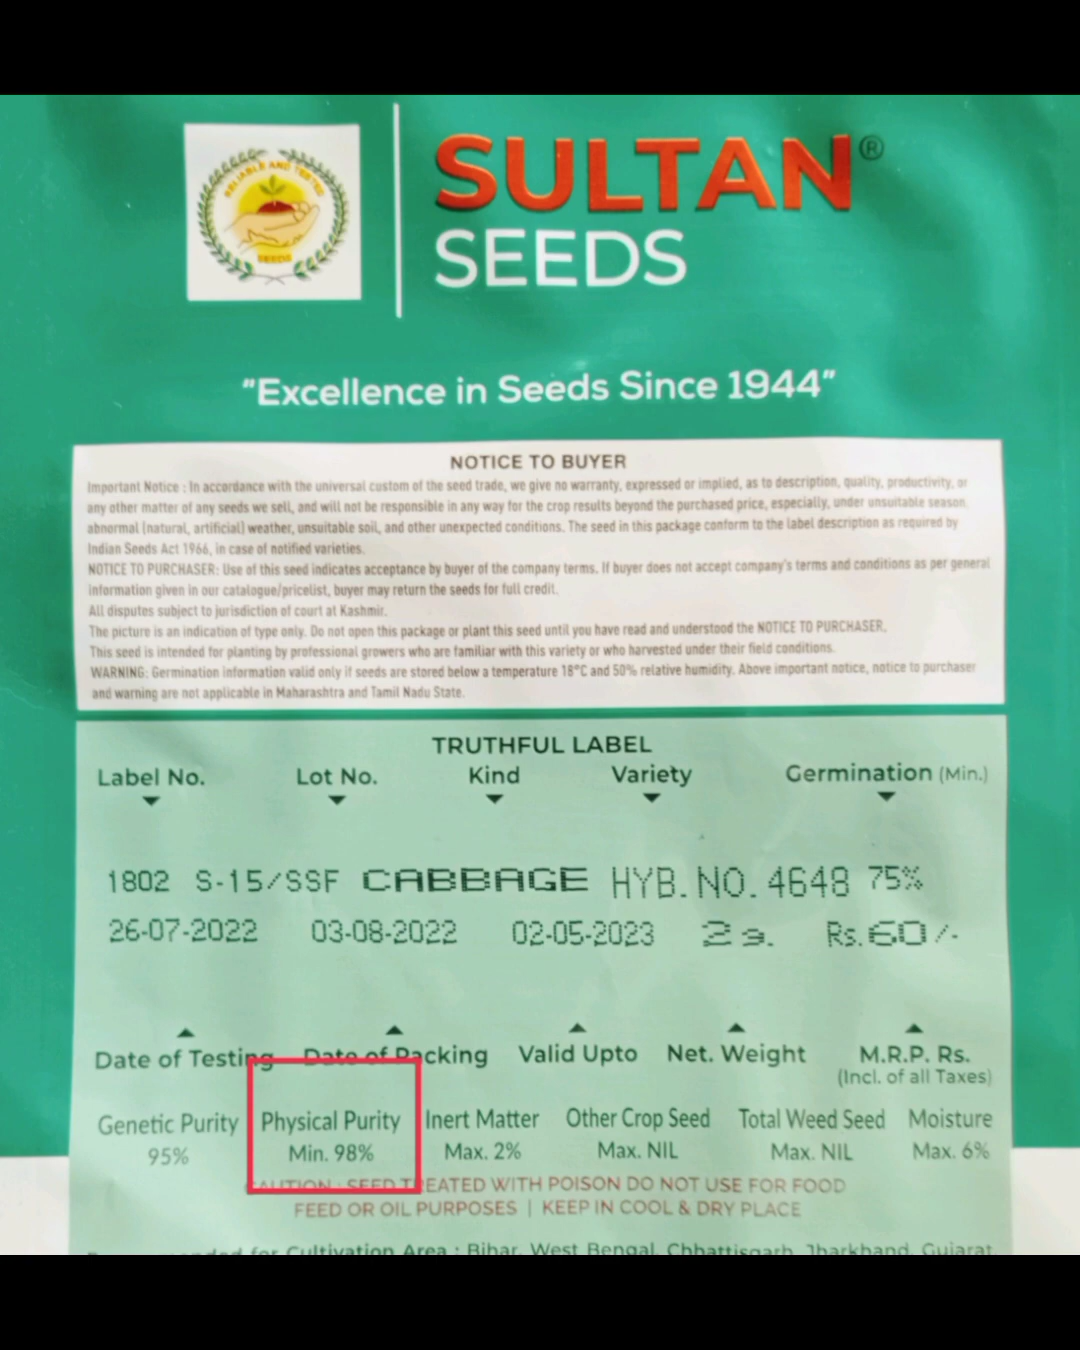 RELIABLE AND TESTED
SEEDS
SULTAN®
SEEDS
"Excellence in Seeds Since 1944"
NOTICE TO BUYER
Important Notice : In accordance with the universal custom of the seed trade, we give no warranty, expressed or implied, as to description, quality, productivity, or
any other matter of any seeds we sell, and will not be responsible in any way for the crop results beyond the purchased price, especially, under unsuitable season,
abnormal (natural, artificial) weather, unsuitable soil, and other unexpected conditions. The seed in this package conform to the label description as required by
Indian Seeds Act 1966, in case of notified varieties.
NOTICE TO PURCHASER: Use of this seed indicates acceptance by buyer of the company terms. If buyer does not accept company's terms and conditions as per general
information given in our catalogue/pricelist, buyer may return the seeds for full credit.
All disputes subject to jurisdiction of court at Kashmir.
The picture is an indication of type only. Do not open this package or plant this seed until you have read and understood the NOTICE TO PURCHASER.
This seed is intended for planting by professional growers who are familiar with this variety or who harvested under their field conditions.
WARNING: Germination information valid only if seeds are stored below a temperature 18°C and 50% relative humidity. Above important notice, notice to purchaser
and warning are not applicable in Maharashtra and Tamil Nadu State.
TRUTHFUL LABEL
Label No. Lot No. Kind Variety Germination (Min.)
1802 S-15/SSF CABBAGE HYB. NO. 4648 75%
26-07-2022 03-08-2022 02-05-2023 2 g. Rs. 60/-
Date of Testing Date of Packing Valid Upto Net. Weight M.R.P. Rs.
(Incl. of all Taxes)
Genetic Purity Physical Purity Inert Matter Other Crop Seed Total Weed Seed Moisture
95% Min. 98% Max. 2% Max. NIL Max. NIL Max. 6%
CAUTION : SEED TREATED WITH POISON DO NOT USE FOR FOOD
FEED OR OIL PURPOSES | KEEP IN COOL & DRY PLACE
for Cultivation Area : Bihar, West Bengal, Chhattisgarh, Jharkhand, Gujarat,